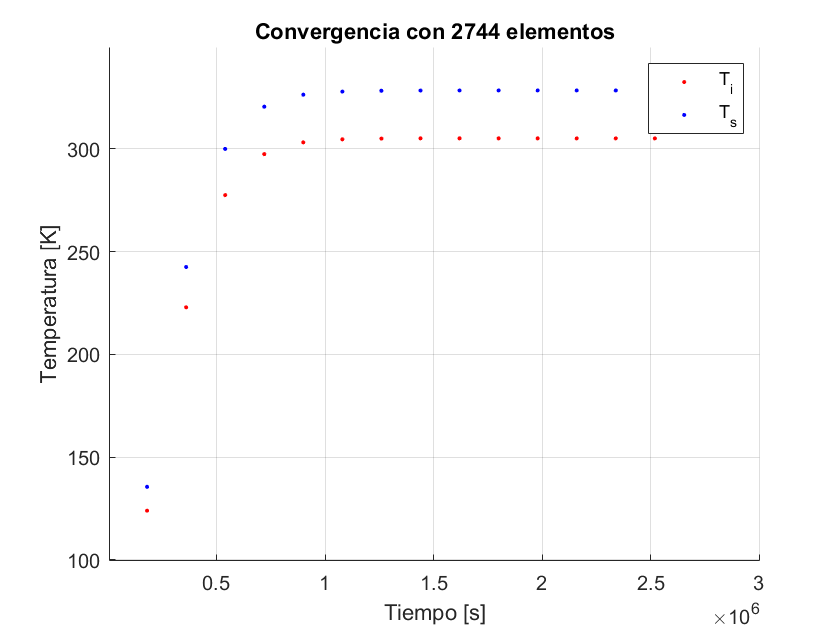 Convergencia con 2744 elementos
T_i
T_s
300
250
200
150
100
Temperatura [K]
0.5
1
1.5
2
2.5
3
Tiempo [s]
×10^6